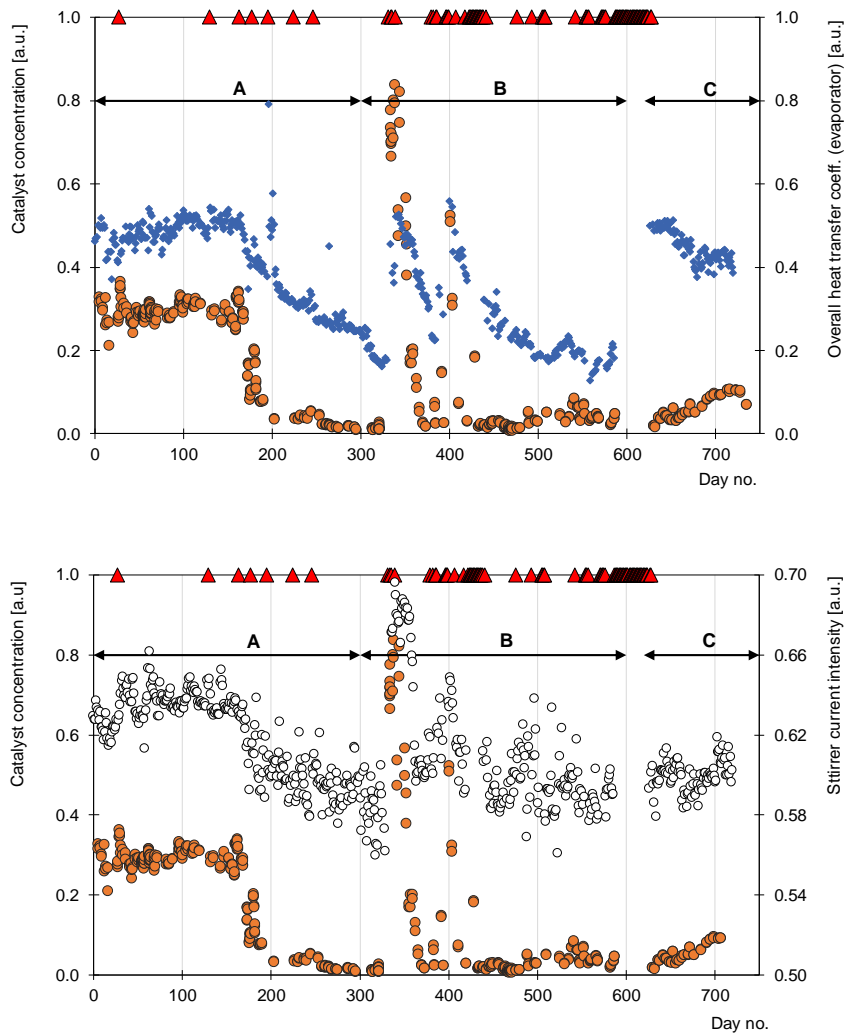 1.0 1.0
A B C
0.8 0.8
0.6 0.6
0.4 0.4
0.2 0.2
0.0 0.0
0 100 200 300 400 500 600 700
Day no.
Catalyst concentration [a.u.]
Overall heat transfer coeff. (evaporator) [a.u.]
1.0 0.70
A B C
0.8 0.66
0.6 0.62
0.4 0.58
0.2 0.54
0.0 0.50
0 100 200 300 400 500 600 700
Day no.
Catalyst concentration [a.u]
Sttirrer current intensity [a.u.]